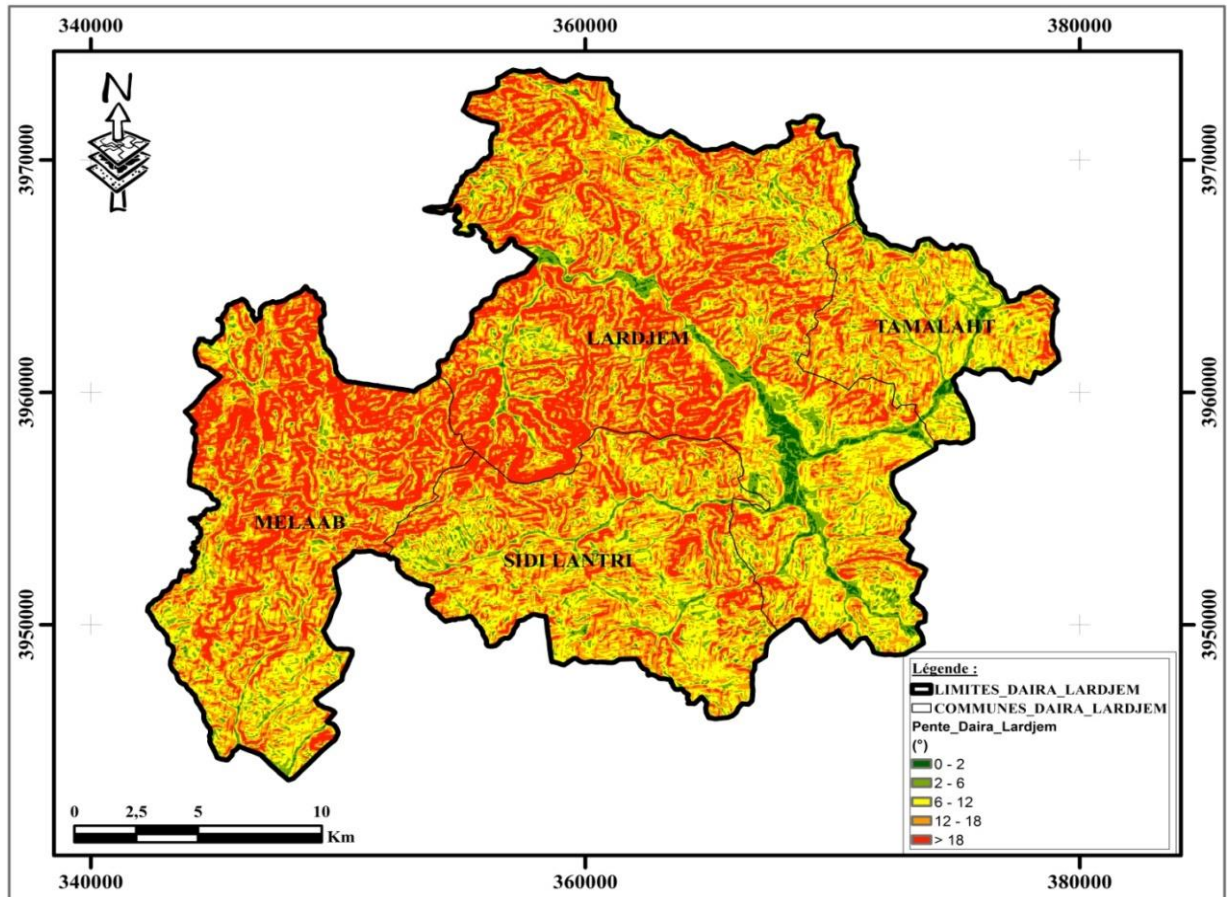 340000 360000 380000
N
3970000 3970000
TAMALAHT
LARDJEM
3960000 3960000
MELAAB
SIDI LANTRI
3950000 3950000
Légende :
LIMITES_DAIRA_LARDJEM
COMMUNES_DAIRA_LARDJEM
Pente_Daira_Lardjem
(°)
0 - 2
2 - 6
6 - 12
12 - 18
> 18
0 2,5 5 10
Km
340000 360000 380000